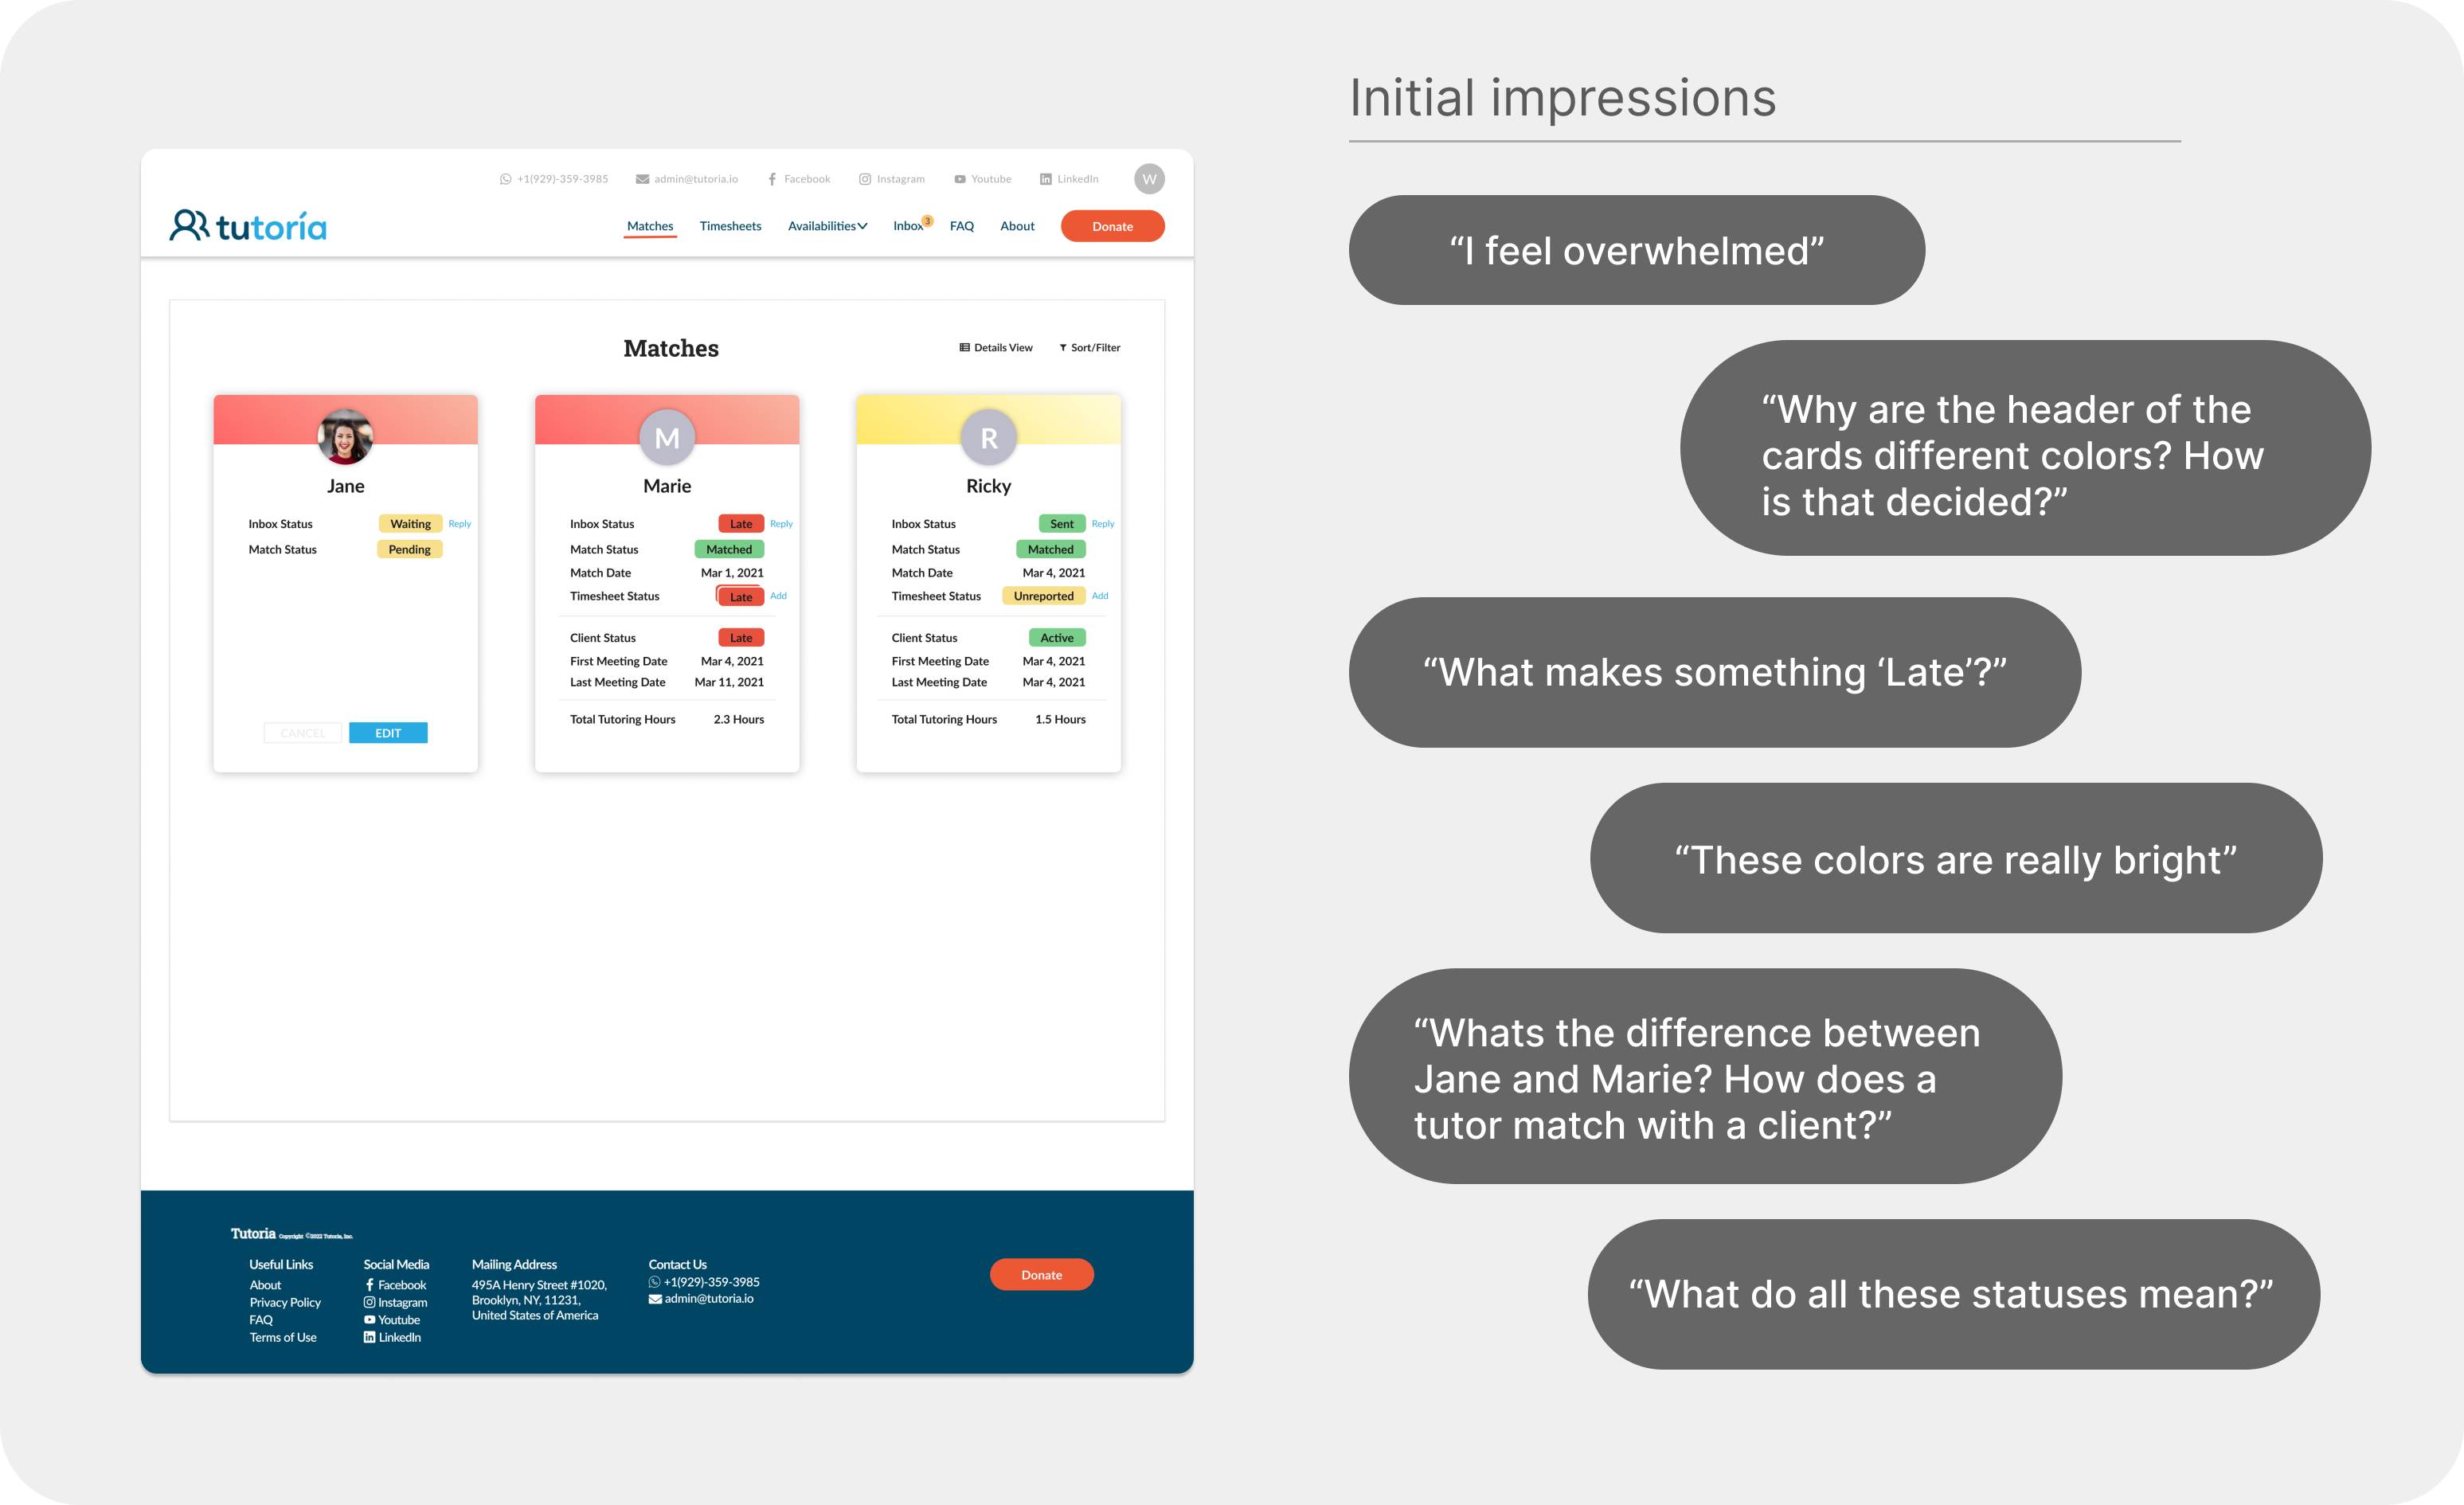 Initial impressions
“I feel overwhelmed”
“Why are the header of the
cards different colors? How
is that decided?”
“What makes something ‘Late’?”
“These colors are really bright”
“Whats the difference between
Jane and Marie? How does a
tutor match with a client?”
“What do all these statuses mean?”
+1(929)-359-3985 admin@tutoria.io Facebook Instagram Youtube LinkedIn W
tutoría
Matches Timesheets Availabilities Inbox 3 FAQ About Donate
Matches
Details View Sort/Filter
Jane
Inbox Status Waiting Reply
Match Status Pending
CANCEL EDIT
M
Marie
Inbox Status Late Reply
Match Status Matched
Match Date Mar 1, 2021
Timesheet Status Late Add
Client Status Late
First Meeting Date Mar 4, 2021
Last Meeting Date Mar 11, 2021
Total Tutoring Hours 2.3 Hours
R
Ricky
Inbox Status Sent Reply
Match Status Matched
Match Date Mar 4, 2021
Timesheet Status Unreported Add
Client Status Active
First Meeting Date Mar 4, 2021
Last Meeting Date Mar 4, 2021
Total Tutoring Hours 1.5 Hours
Tutoria Copyright ©2022 Tutoria, Inc.
Useful Links
About
Privacy Policy
FAQ
Terms of Use
Social Media
Facebook
Instagram
Youtube
LinkedIn
Mailing Address
495A Henry Street #1020,
Brooklyn, NY, 11231,
United States of America
Contact Us
+1(929)-359-3985
admin@tutoria.io
Donate